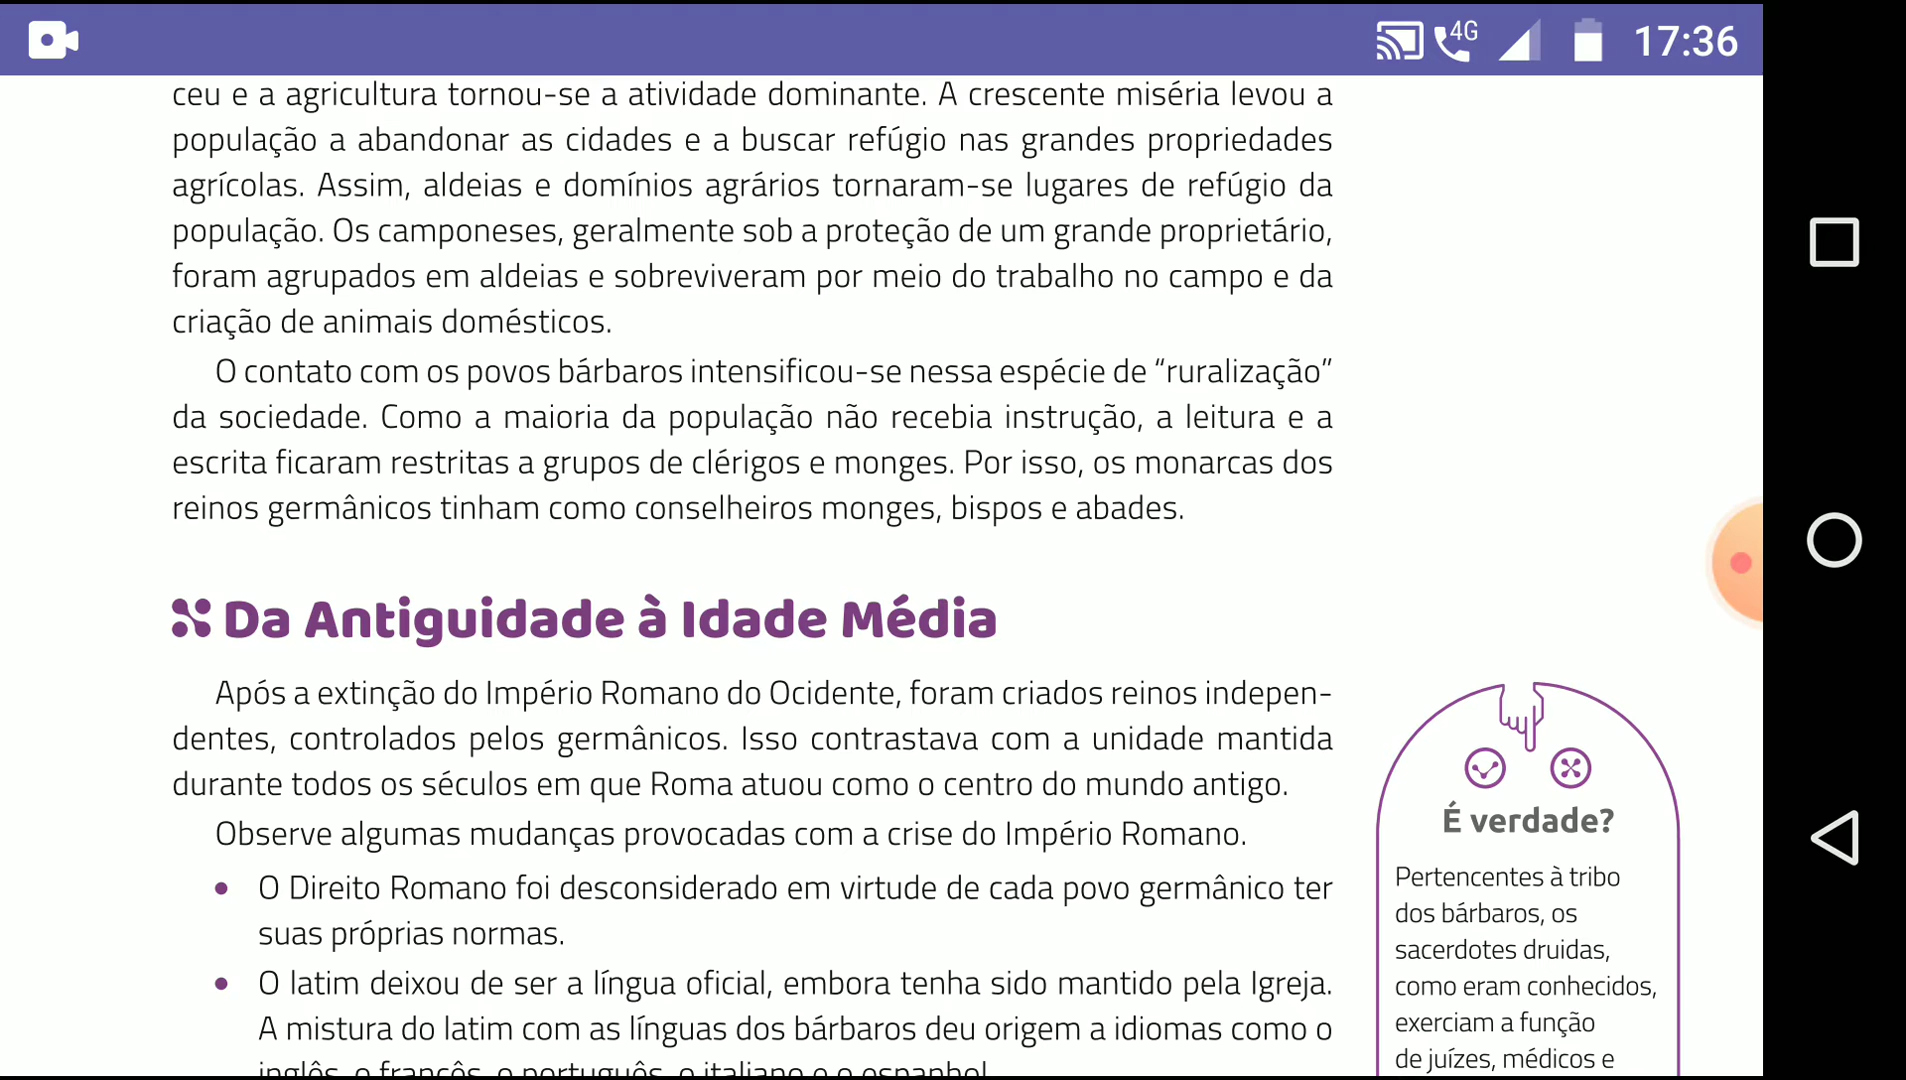 4G
17:36
ceu e a agricultura tornou-se a atividade dominante. A crescente miséria levou a
população a abandonar as cidades e a buscar refúgio nas grandes propriedades
agrícolas. Assim, aldeias e domínios agrários tornaram-se lugares de refúgio da
população. Os camponeses, geralmente sob a proteção de um grande proprietário,
foram agrupados em aldeias e sobreviveram por meio do trabalho no campo e da
criação de animais domésticos.
O contato com os povos bárbaros intensificou-se nessa espécie de “ruralização”
da sociedade. Como a maioria da população não recebia instrução, a leitura e a
escrita ficaram restritas a grupos de clérigos e monges. Por isso, os monarcas dos
reinos germânicos tinham como conselheiros monges, bispos e abades.
Da Antiguidade à Idade Média
Após a extinção do Império Romano do Ocidente, foram criados reinos indepen-
dentes, controlados pelos germânicos. Isso contrastava com a unidade mantida
durante todos os séculos em que Roma atuou como o centro do mundo antigo.
Observe algumas mudanças provocadas com a crise do Império Romano.
• O Direito Romano foi desconsiderado em virtude de cada povo germânico ter
suas próprias normas.
• O latim deixou de ser a língua oficial, embora tenha sido mantido pela Igreja.
A mistura do latim com as línguas dos bárbaros deu origem a idiomas como o
inglês, o francês, o português, o italiano e o espanhol.
É verdade?
Pertencentes à tribo
dos bárbaros, os
sacerdotes druidas,
como eram conhecidos,
exerciam a função
de juízes, médicos e